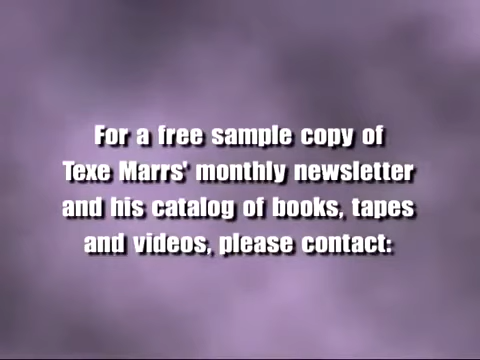 For a free sample copy of
Texe Marrs' monthly newsletter
and his catalog of books, tapes
and videos, please contact: